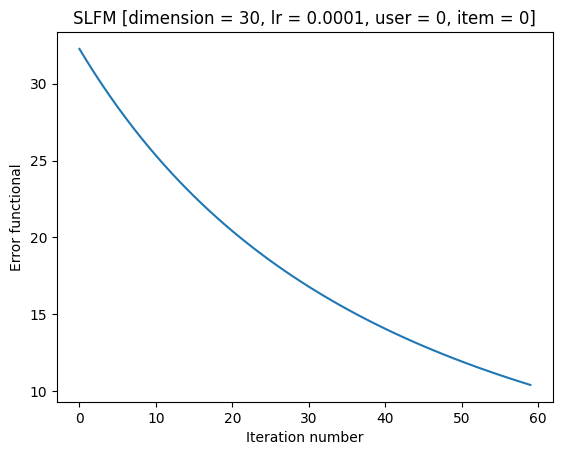 SLFM [dimension = 30, lr = 0.0001, user = 0, item = 0]
Error functional
30
25
20
15
10
0 10 20 30 40 50 60
Iteration number